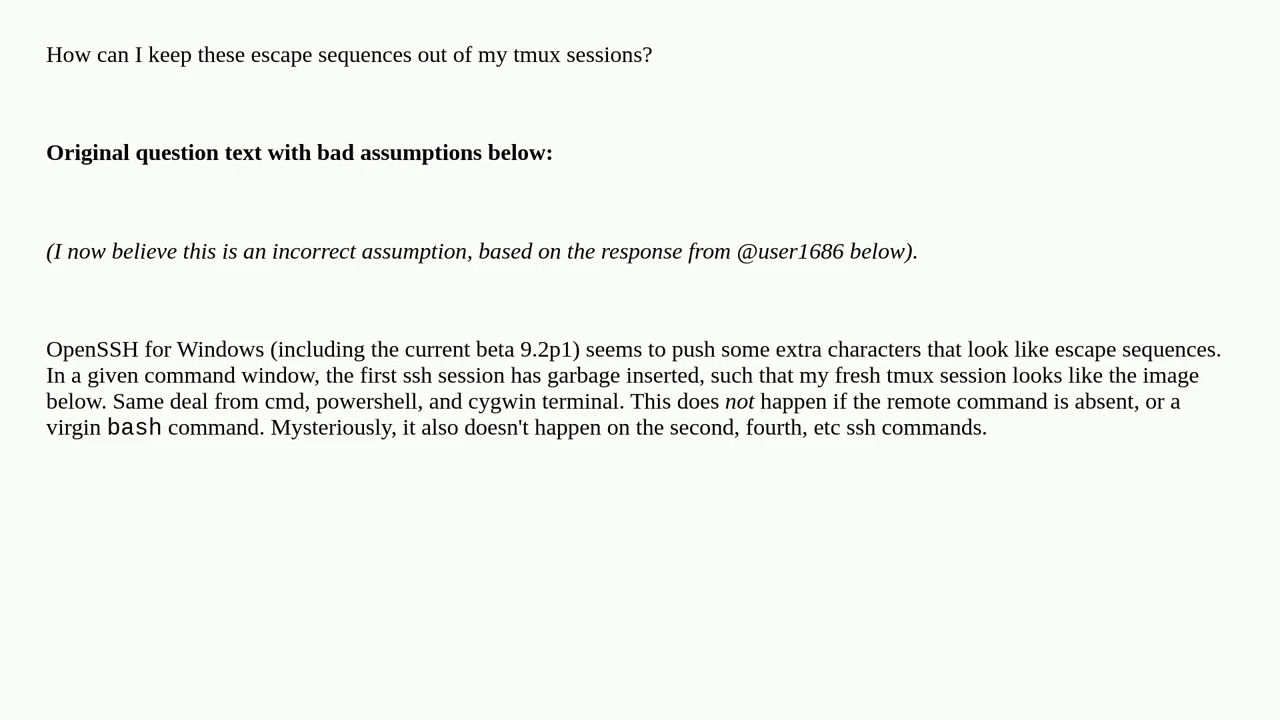 How can I keep these escape sequences out of my tmux sessions?
Original question text with bad assumptions below:
(I now believe this is an incorrect assumption, based on the response from @user1686 below).
OpenSSH for Windows (including the current beta 9.2p1) seems to push some extra characters that look like escape sequences.
In a given command window, the first ssh session has garbage inserted, such that my fresh tmux session looks like the image
below. Same deal from cmd, powershell, and cygwin terminal. This does not happen if the remote command is absent, or a
virgin bash command. Mysteriously, it also doesn't happen on the second, fourth, etc ssh commands.